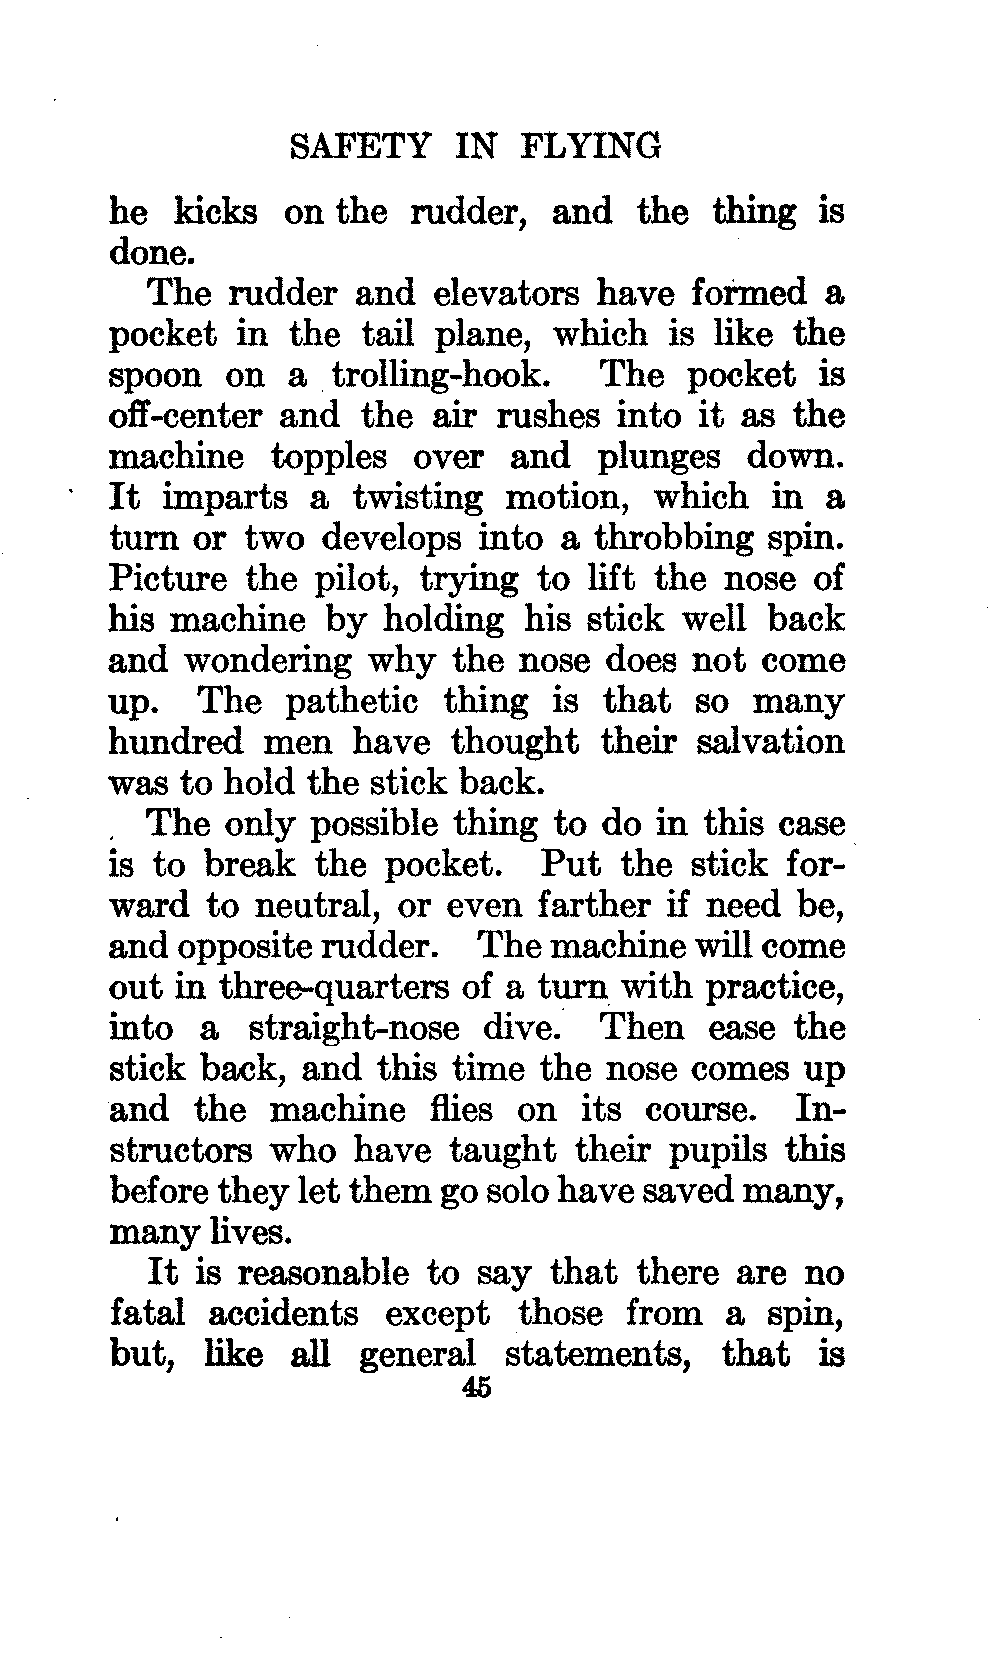 SAFETY IN FLYING
he kicks on the rudder, and the thing is
done.
The rudder and elevators have formed a
pocket in the tail plane, which is like the
spoon on a trolling-hook. The pocket is
off-center and the air rushes into it as the
machine topples over and plunges down.
It imparts a twisting motion, which in a
turn or two develops into a throbbing spin.
Picture the pilot, trying to lift the nose of
his machine by holding his stick well back
and wondering why the nose does not come
up. The pathetic thing is that so many
hundred men have thought their salvation
was to hold the stick back.
The only possible thing to do in this case
is to break the pocket. Put the stick for-
ward to neutral, or even farther if need be,
and opposite rudder. The machine will come
out in three-quarters of a turn with practice,
into a straight-nose dive. Then ease the
stick back, and this time the nose comes up
and the machine flies on its course. In-
structors who have taught their pupils this
before they let them go solo have saved many,
many lives.
It is reasonable to say that there are no
fatal accidents except those from a spin,
but, like all general statements, that is
45